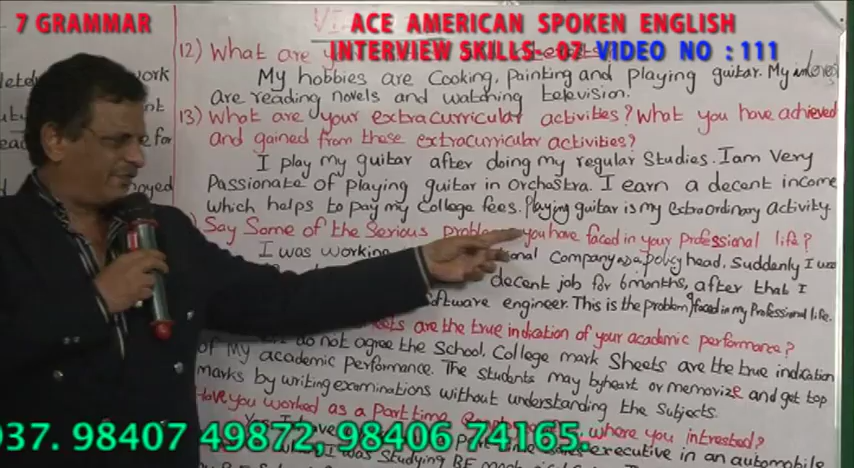 7 GRAMMAR
ACE AMERICAN SPOKEN ENGLISH
INTERVIEW SKILLS- 07 VIDEO NO : 111
work
12) What are
My hobbies are Cooking, painting and playing guitar. My interest
are reading novels and watching television.
13) What are your extracurricular activities? What you have achieved
and gained from these extracurricular activities?
I play my guitar after doing my regular Studies. I am Very
Passionate of playing guitar in Orchastra. I earn a decent income
which helps to pay my College fees. Playing guitar is my extraordinary activity
Say Some of the Serious you have faced in your Professional life?
I was working Company as a policy head, Suddenly I
decent job for 6 months, after that I
Software engineer. This is the problem I faced in my Professional life.
are the true indication of your academic performance?
do not agree the School, College mark Sheets are the true indication
of My academic Performance. The students may byheart or memorize and get top
marks by writing examinations without understanding the Subjects.
Have you worked as a part time where you intrested?
executive in an automobile
I was Studying BE
037. 98407 49872, 98406 74165.